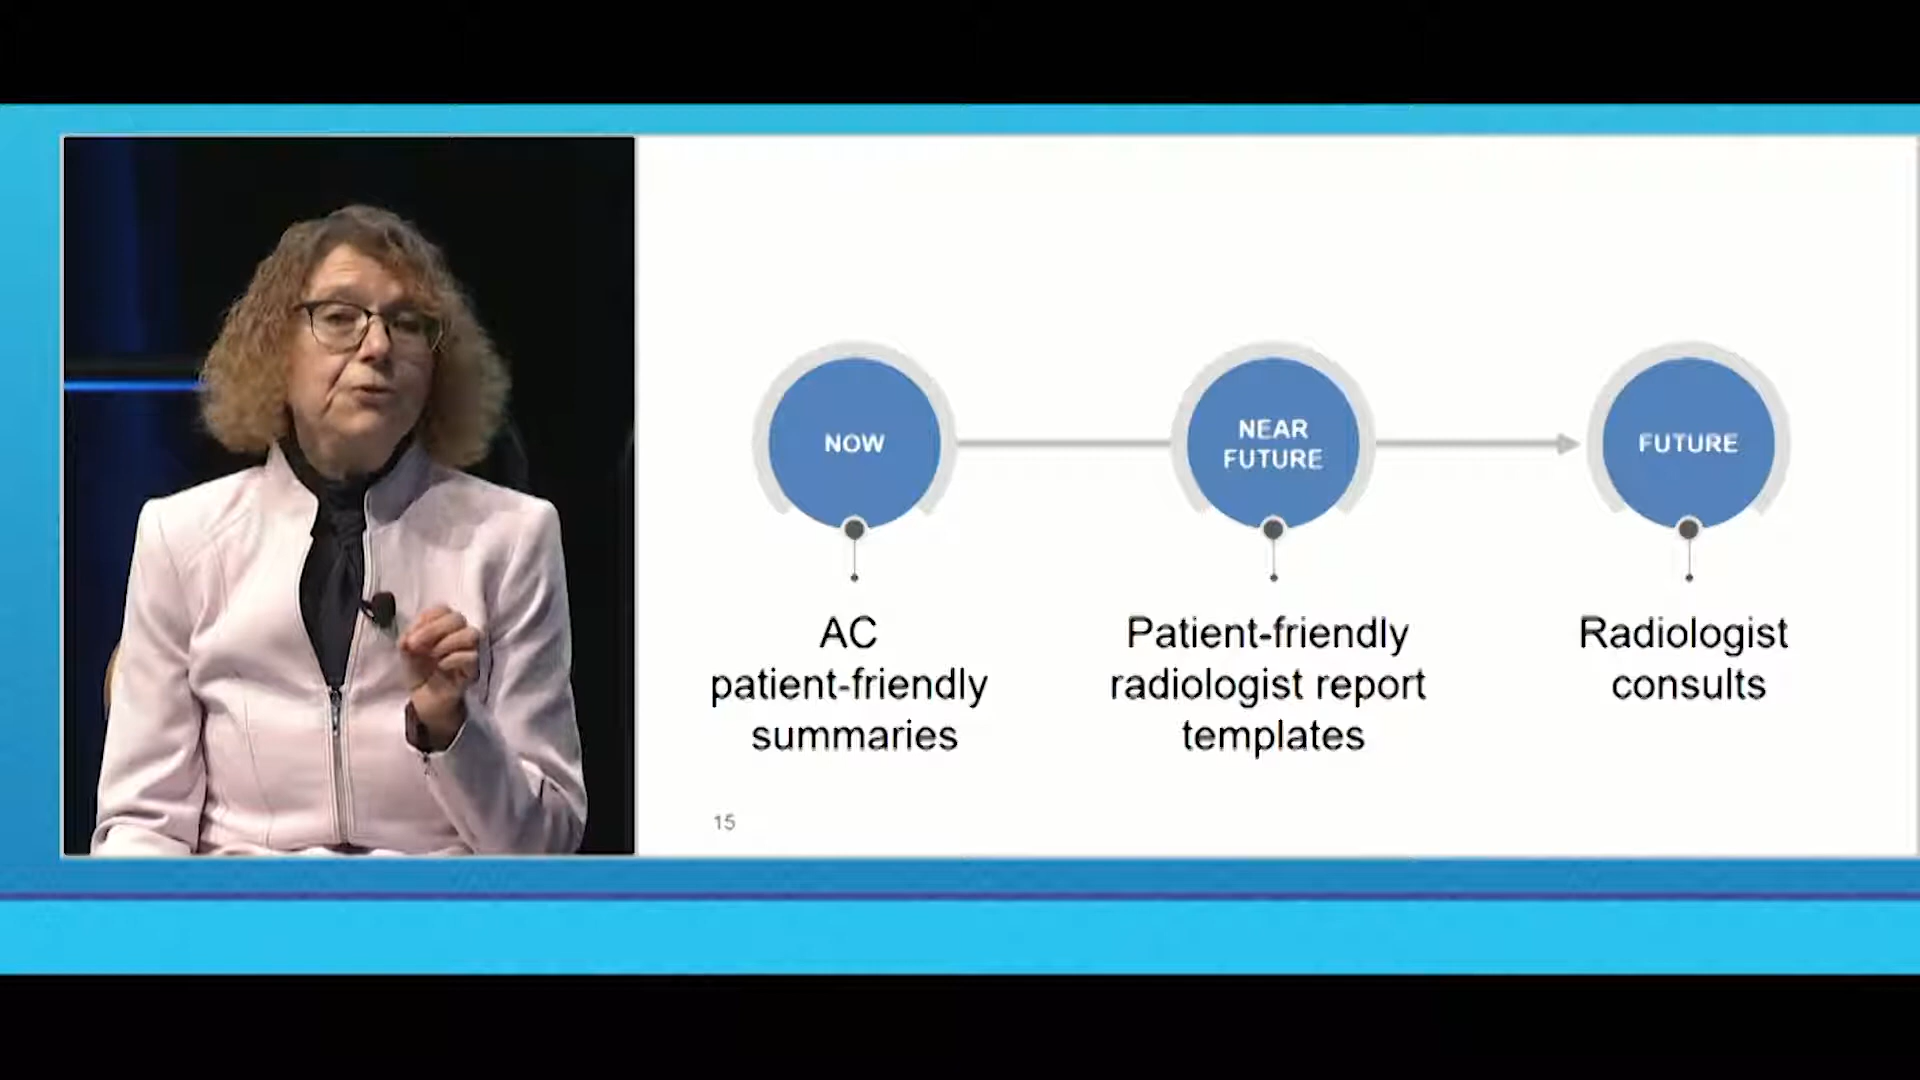 NOW
NEAR
FUTURE
FUTURE
AC
patient-friendly
summaries
Patient-friendly
radiologist report
templates
Radiologist
consults
15